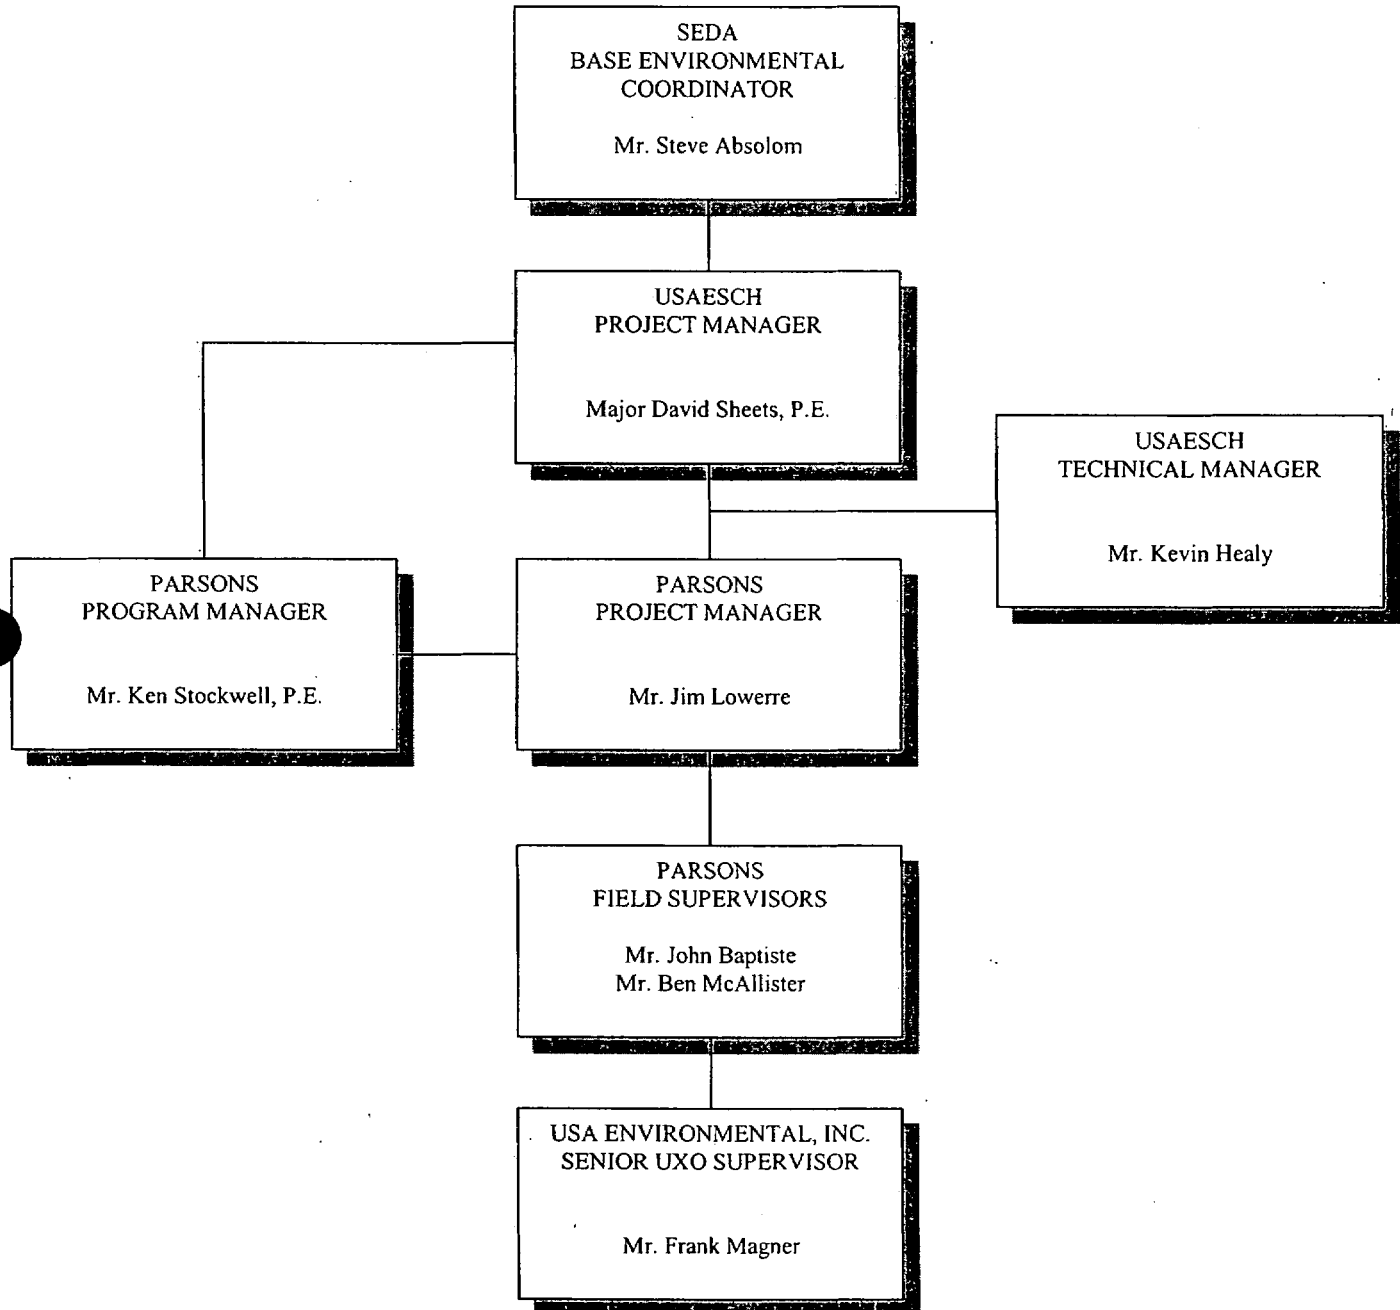 SEDA
BASE ENVIRONMENTAL
COORDINATOR
Mr. Steve Absolom
USAESCH
PROJECT MANAGER
Major David Sheets, P.E.
USAESCH
TECHNICAL MANAGER
Mr. Kevin Healy
PARSONS
PROGRAM MANAGER
Mr. Ken Stockwell, P.E.
PARSONS
PROJECT MANAGER
Mr. Jim Lowerre
PARSONS
FIELD SUPERVISORS
Mr. John Baptiste
Mr. Ben McAllister
USA ENVIRONMENTAL, INC.
SENIOR UXO SUPERVISOR
Mr. Frank Magner